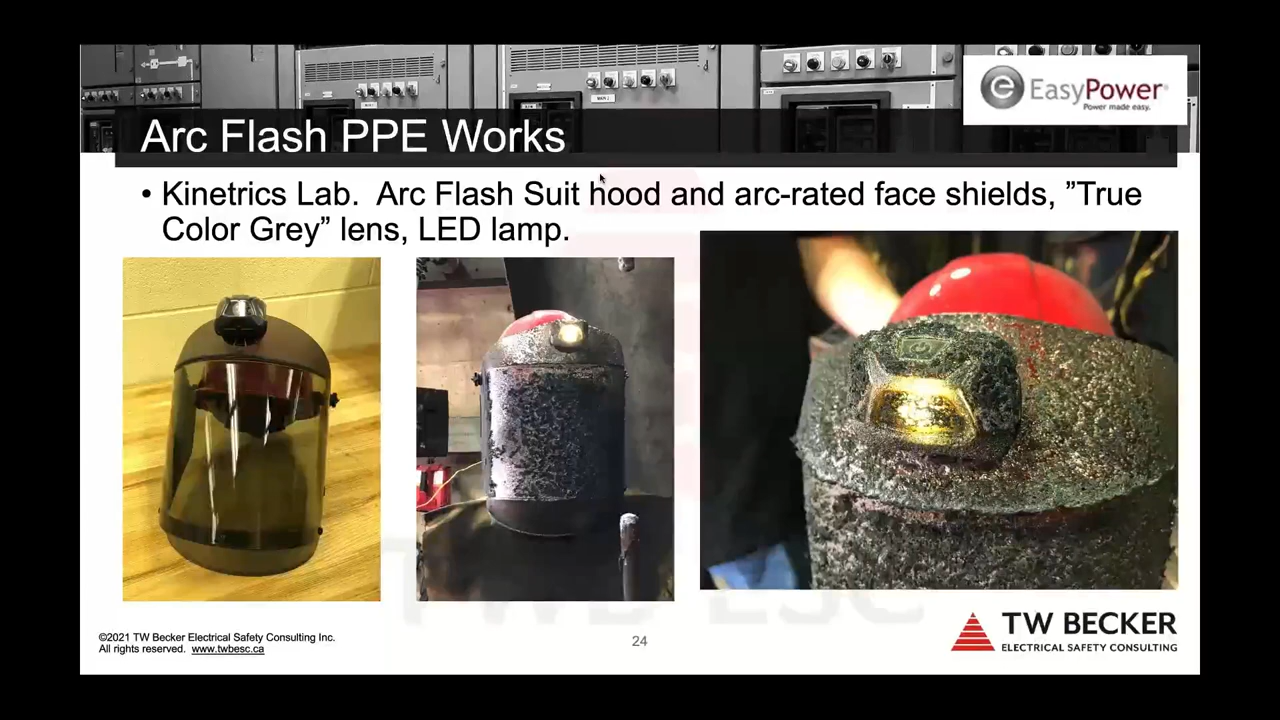 EasyPower®
Power made easy.
Arc Flash PPE Works
• Kinetrics Lab.  Arc Flash Suit hood and arc-rated face shields, ”True
Color Grey” lens, LED lamp.
TWB ESC
©2021 TW Becker Electrical Safety Consulting Inc.
All rights reserved.  www.twbesc.ca
24
TW BECKER
ELECTRICAL SAFETY CONSULTING